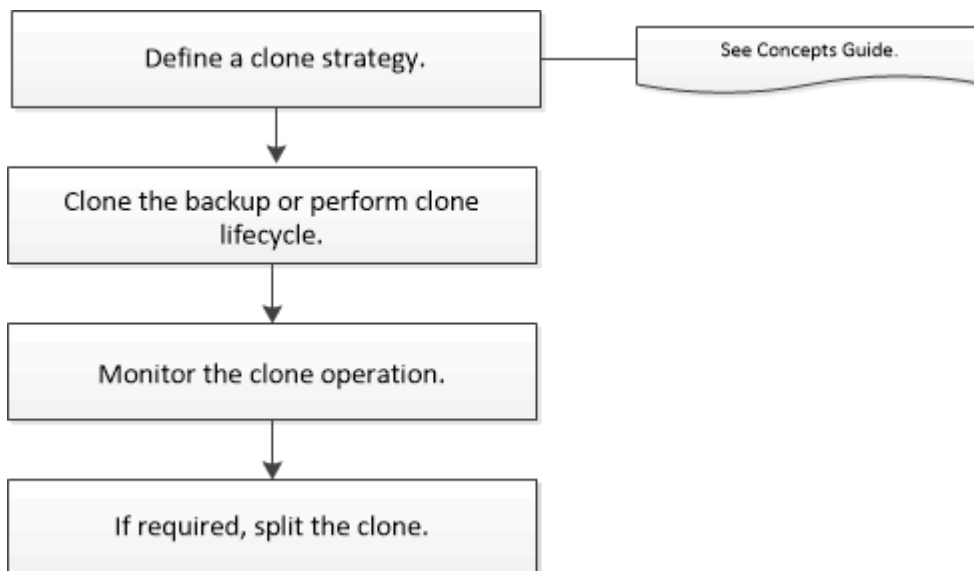 Define a clone strategy.
See Concepts Guide.
Clone the backup or perform clone
lifecycle.
Monitor the clone operation.
If required, split the clone.